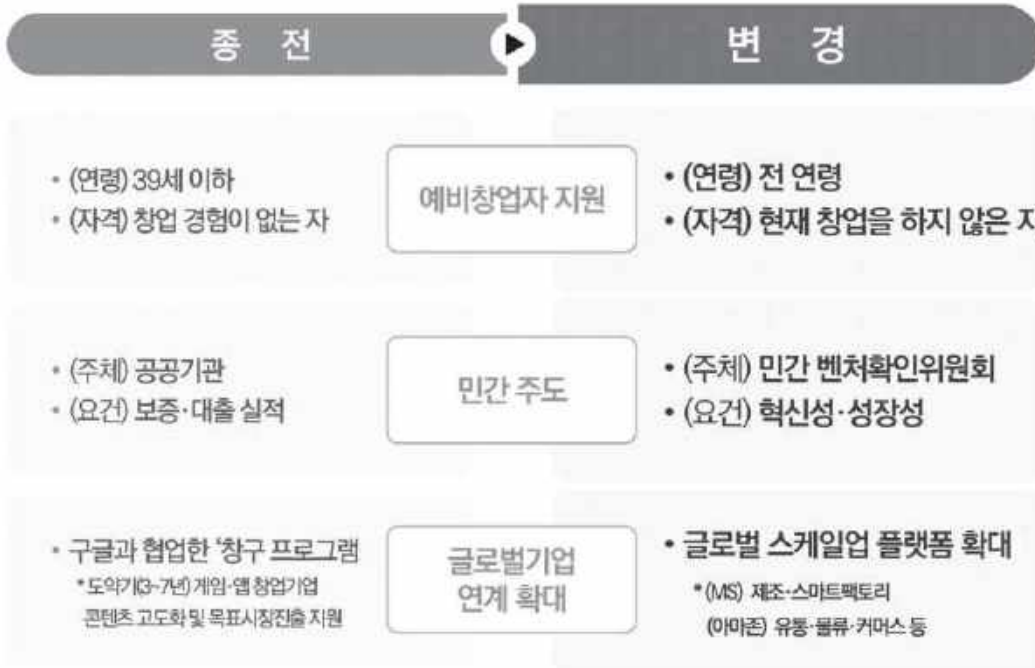 종 전
변 경
• (연령) 39세 이하
• (자격) 창업 경험이 없는 자
예비창업자 지원
• (연령) 전 연령
• (자격) 현재 창업을 하지 않은 자
• (주체) 공공기관
• (요건) 보증·대출 실적
민간 주도
• (주체) 민간 벤처확인위원회
• (요건) 혁신성·성장성
• 구글과 협업한 '창구 프로그램
* 도약기(3~7년) 게임·앱 창업기업
콘텐츠 고도화 및 목표시장진출 지원
글로벌기업
연계 확대
• 글로벌 스케일업 플랫폼 확대
* (MS) 제조·스마트팩토리
(아마존) 유통·물류·커머스 등